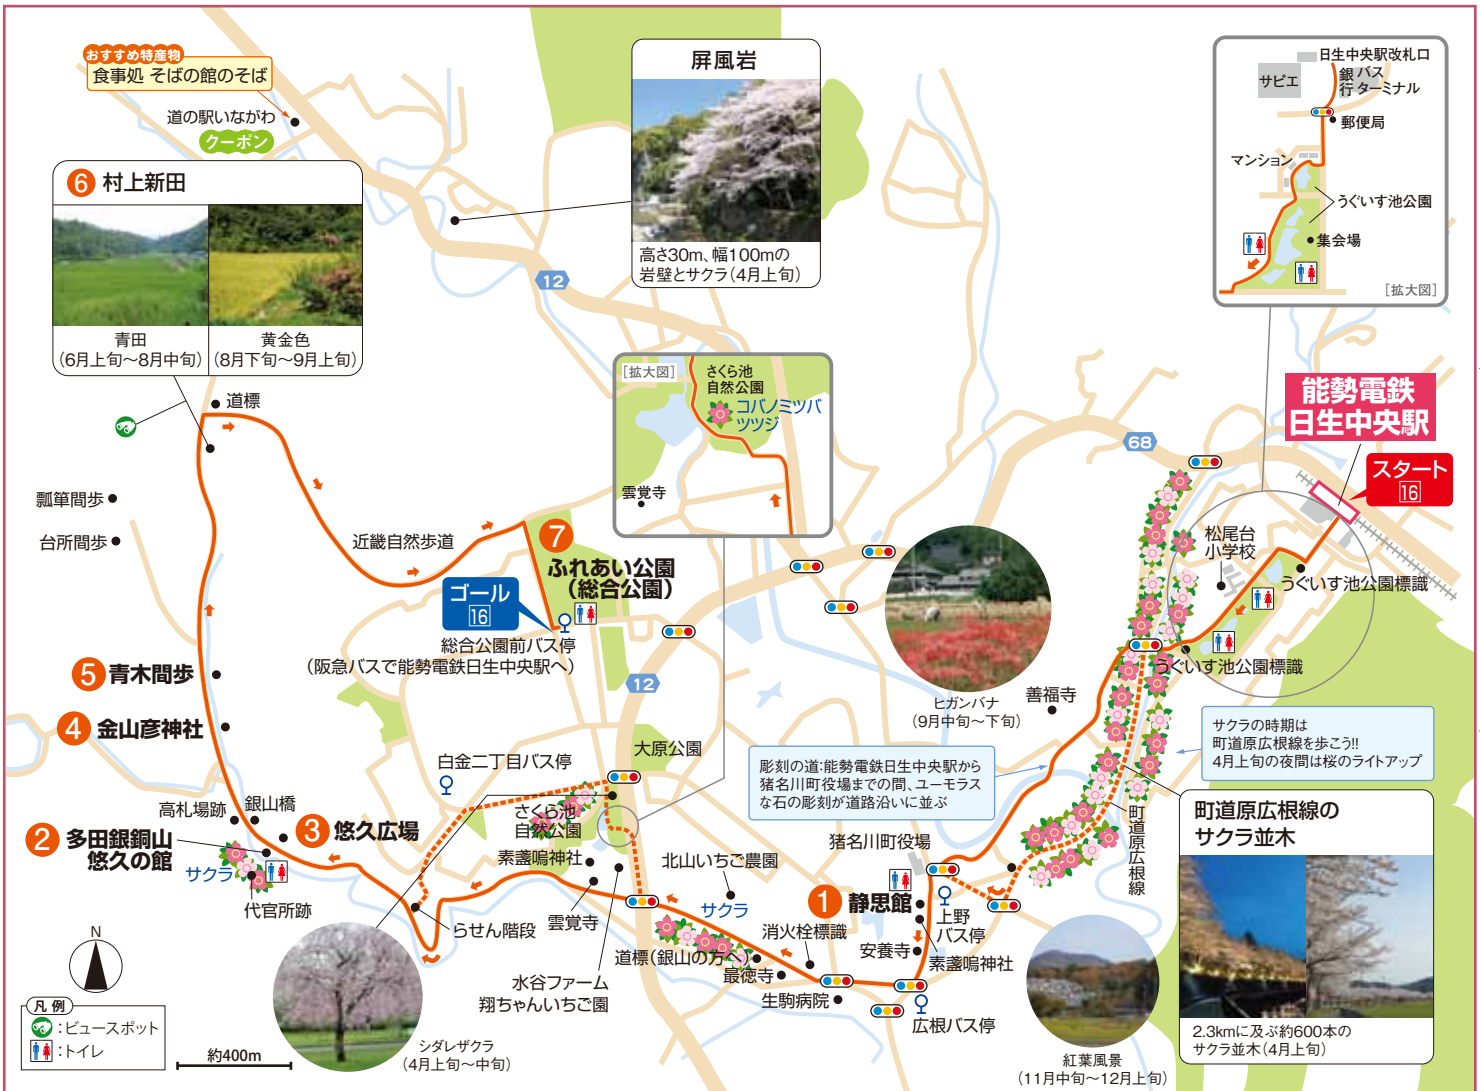 おすすめ特産物
食事処 そばの館のそば
道の駅いながわ
クーポン
6 村上新田
青田
(6月上旬〜8月中旬)
黄金色
(8月下旬〜9月上旬)
屏風岩
高さ30m、幅100mの
岩壁とサクラ(4月上旬)
日生中央駅改札口
サピエ
銀行
バス
ターミナル
郵便局
マンション
うぐいす池公園
集会場
[拡大図]
12
[拡大図]
さくら池
自然公園
コバノミツバ
ツツジ
雲覚寺
68
能勢電鉄
日生中央駅
スタート
16
道標
瓢箪間歩
台所間歩
近畿自然歩道
7
ふれあい公園
(総合公園)
ゴール
16
総合公園前バス停
(阪急バスで能勢電鉄日生中央駅へ)
松尾台
小学校
うぐいす池公園標識
うぐいす池公園標識
ヒガンバナ
(9月中旬〜下旬)
善福寺
5 青木間歩
4 金山彦神社
12
大原公園
白金二丁目バス停
彫刻の道:能勢電鉄日生中央駅から
猪名川町役場までの間、ユーモラス
な石の彫刻が道路沿いに並ぶ
サクラの時期は
町道原広根線を歩こう!!
4月上旬の夜間は桜のライトアップ
町道原広根線
町道原広根線の
サクラ並木
2.3kmに及ぶ約600本の
サクラ並木(4月上旬)
高札場跡
銀山橋
3 悠久広場
2 多田銀銅山
悠久の館
サクラ
代官所跡
さくら池
自然公園
素盞嗚神社
雲覚寺
らせん階段
水谷ファーム
翔ちゃんいちご園
北山いちご農園
サクラ
道標(銀山の方へ)
最徳寺
消火栓標識
生駒病院
猪名川町役場
1 静思館
上野
バス停
安養寺
素盞嗚神社
広根バス停
シダレザクラ
(4月上旬〜中旬)
紅葉風景
(11月中旬〜12月上旬)
N
凡例
:ビュースポット
:トイレ
約400m